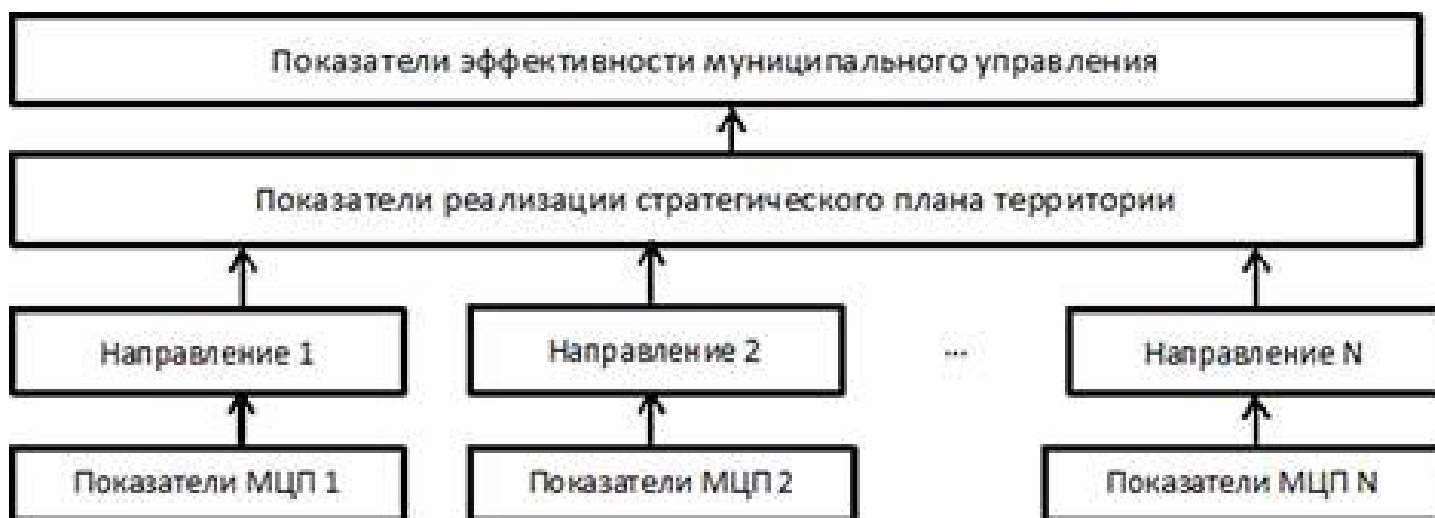 Показатели эффективности муниципального управления
Показатели реализации стратегического плана территории
Направление 1
Направление 2
...
Направление N
Показатели МЦП 1
Показатели МЦП 2
Показатели МЦП N